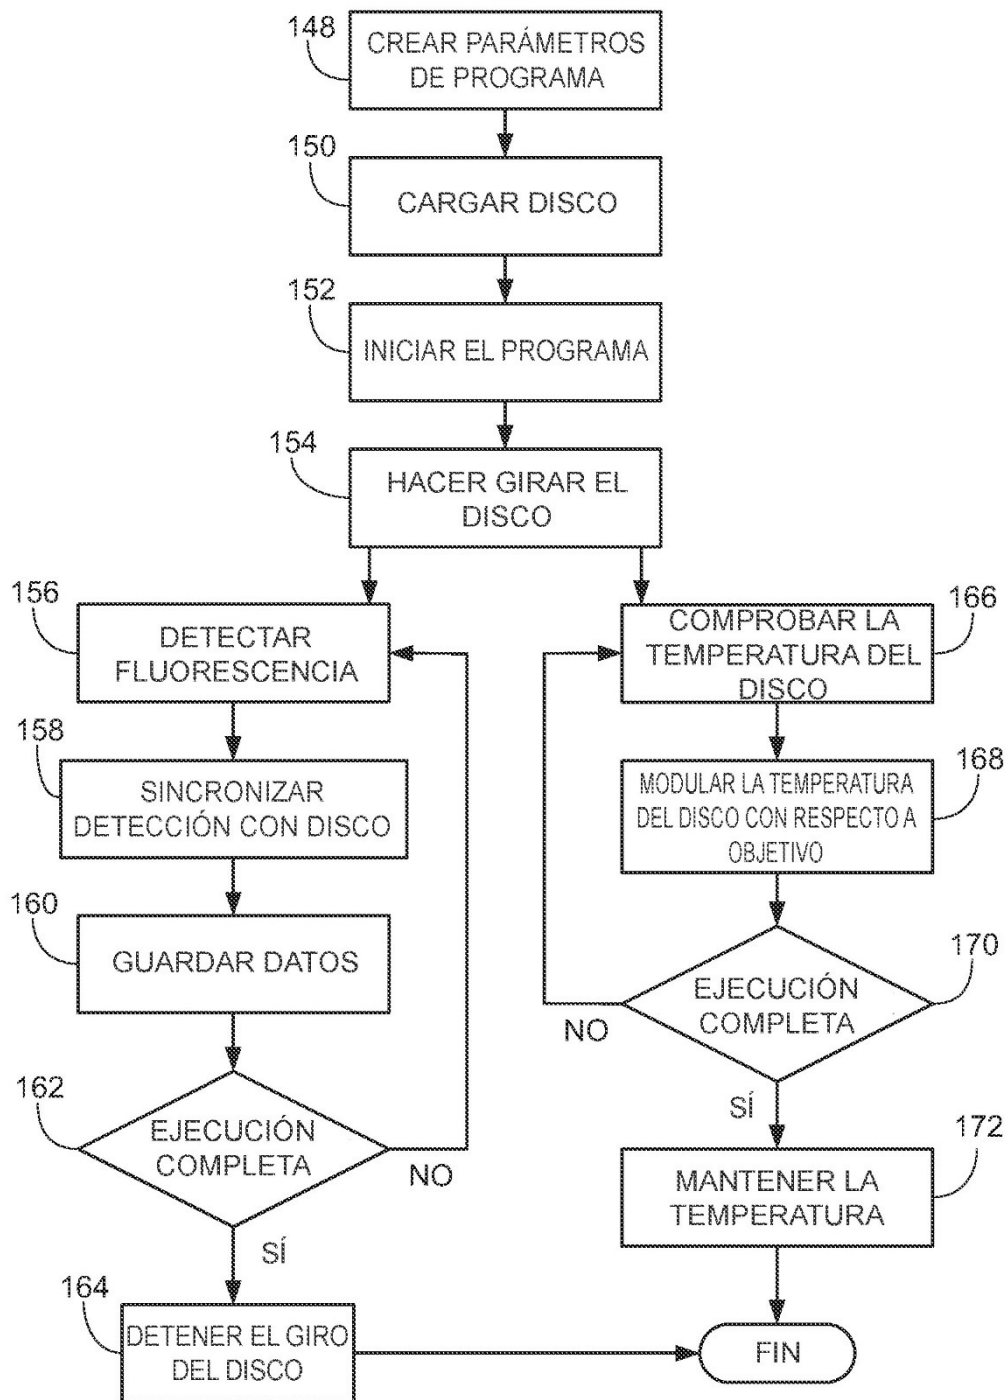 148
CREAR PARÁMETROS
DE PROGRAMA
150
CARGAR DISCO
152
INICIAR EL PROGRAMA
154
HACER GIRAR EL
DISCO
156
DETECTAR
FLUORESCENCIA
158
SINCRONIZAR
DETECCIÓN CON DISCO
160
GUARDAR DATOS
162
EJECUCIÓN
COMPLETA
NO
SÍ
164
DETENER EL GIRO
DEL DISCO
166
COMPROBAR LA
TEMPERATURA DEL
DISCO
168
MODULAR LA TEMPERATURA
DEL DISCO CON RESPECTO A
OBJETIVO
170
EJECUCIÓN
COMPLETA
NO
SÍ
172
MANTENER LA
TEMPERATURA
FIN